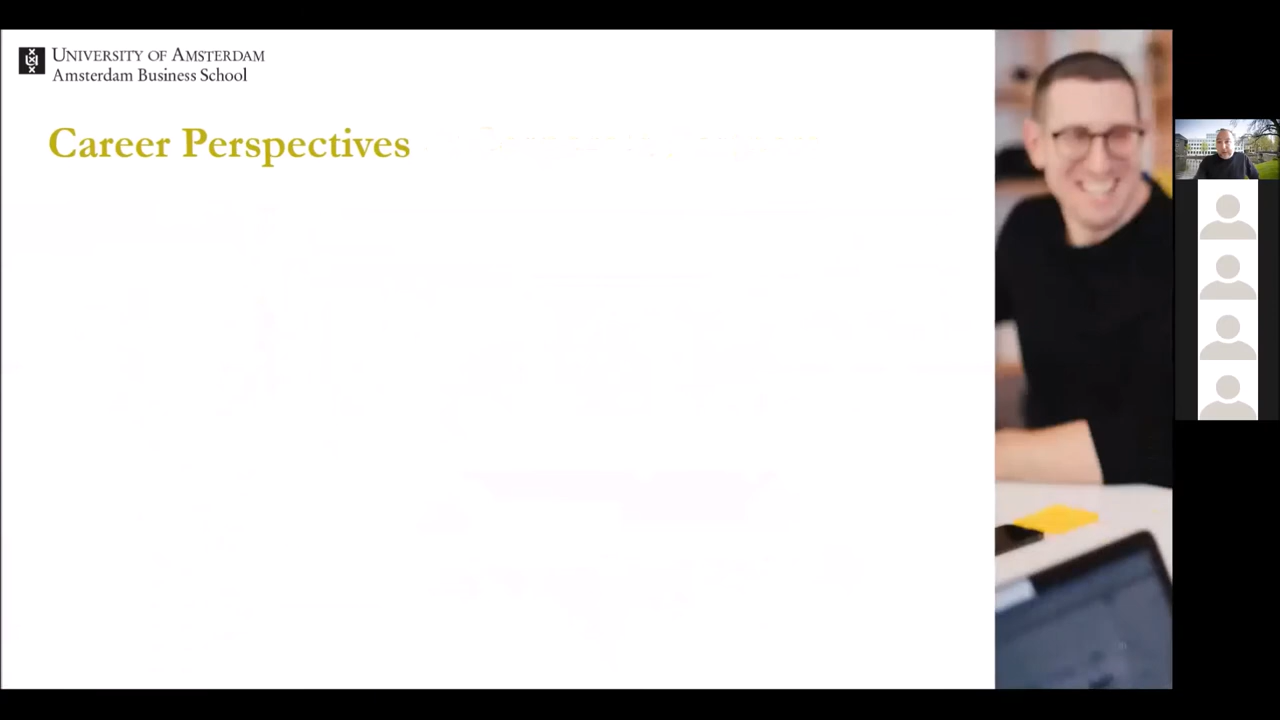 University of Amsterdam
Amsterdam Business School
Career Perspectives